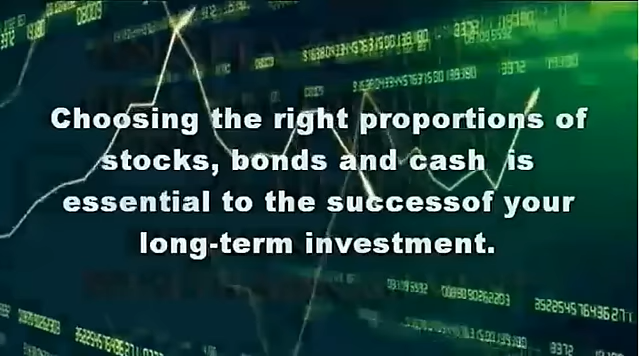 Choosing the right proportions of
stocks, bonds and cash  is
essential to the successof your
long-term investment.